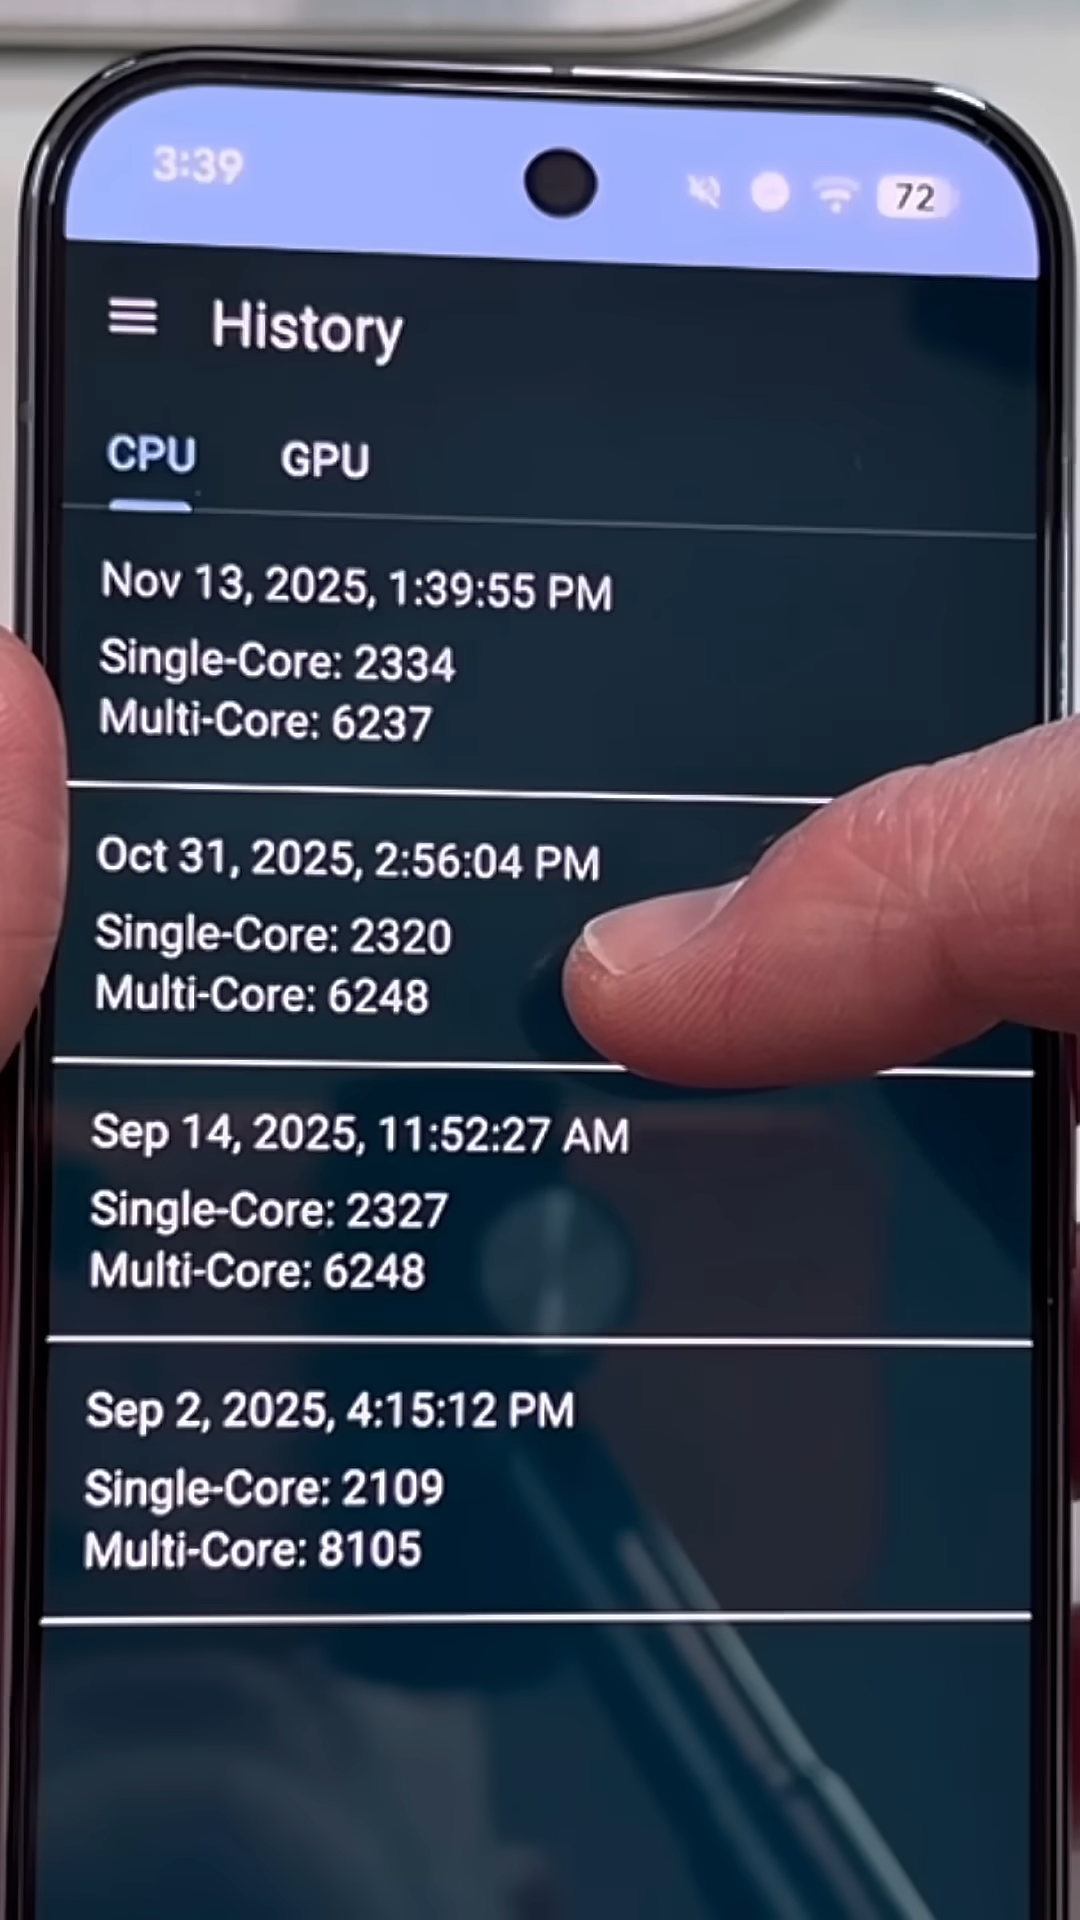 3:39
72
History
CPU GPU
Nov 13, 2025, 1:39:55 PM
Single-Core: 2334
Multi-Core: 6237
Oct 31, 2025, 2:56:04 PM
Single-Core: 2320
Multi-Core: 6248
Sep 14, 2025, 11:52:27 AM
Single-Core: 2327
Multi-Core: 6248
Sep 2, 2025, 4:15:12 PM
Single-Core: 2109
Multi-Core: 8105